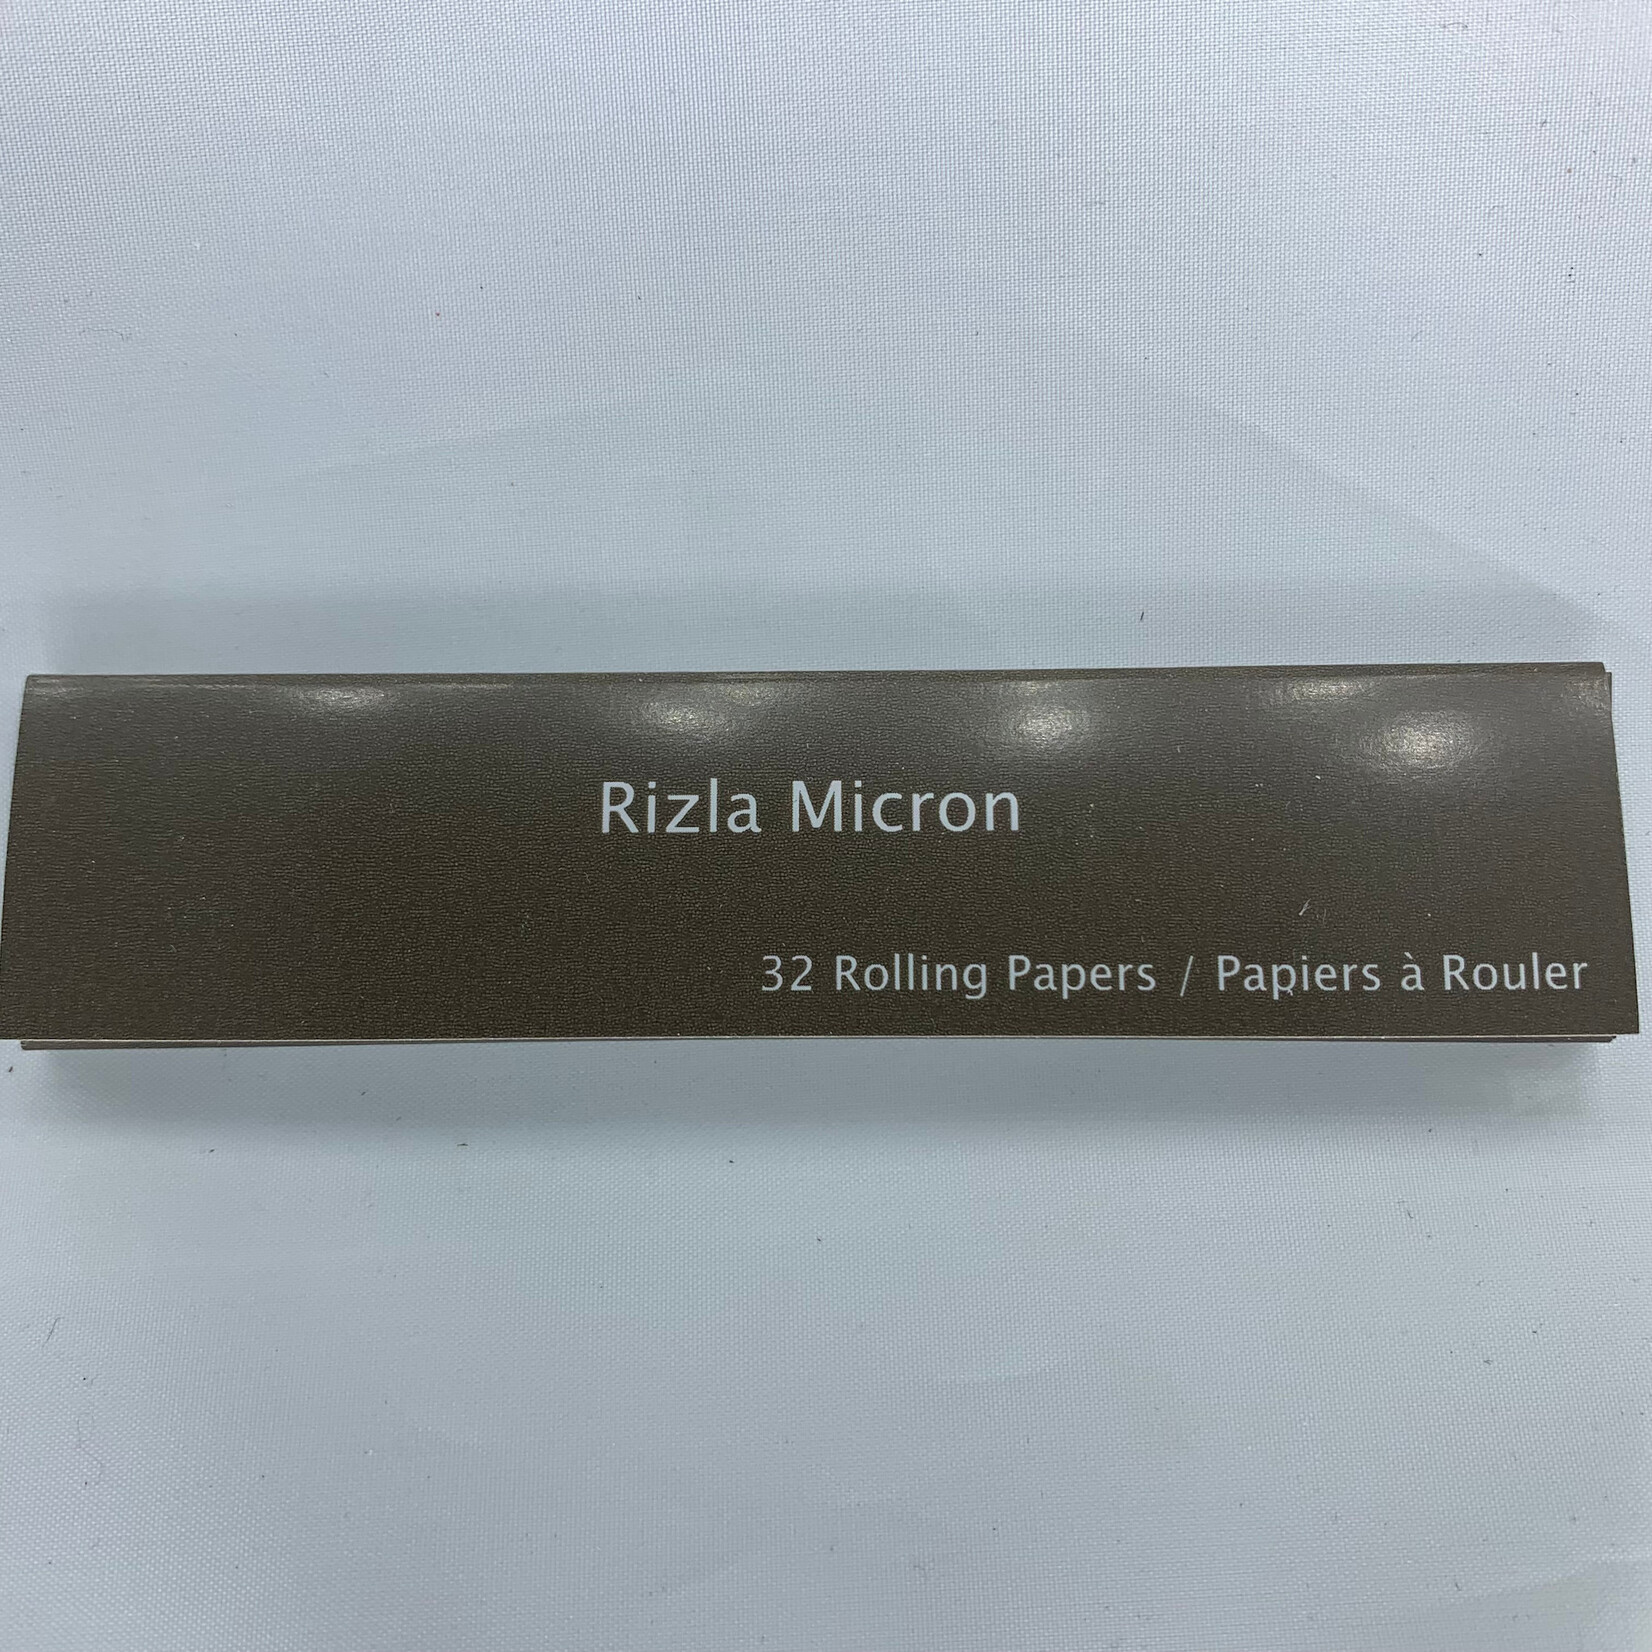 Rizla Micron
32 Rolling Papers / Papiers à Rouler